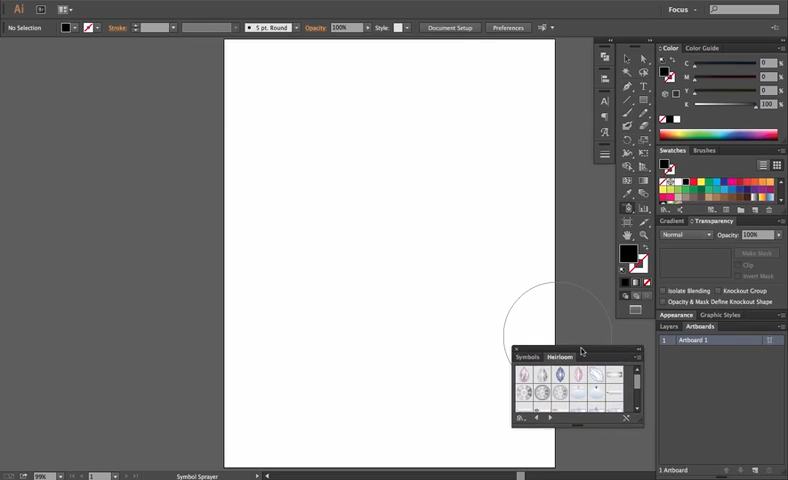 Ai Br Focus
No Selection Stroke: 5 pt. Round Opacity: 100% Style: Document Setup Preferences
Color Color Guide
C 0 %
M 0 %
Y 0 %
K 100 %
Swatches Brushes
Gradient Transparency
Normal Opacity: 100%
Make Mask
Clip
Invert Mask
Isolate Blending Knockout Group
Opacity & Mask Define Knockout Shape
Appearance Graphic Styles
Layers Artboards
1 Artboard 1
Symbols Heirloom
1 Artboard
99% 1 Symbol Sprayer